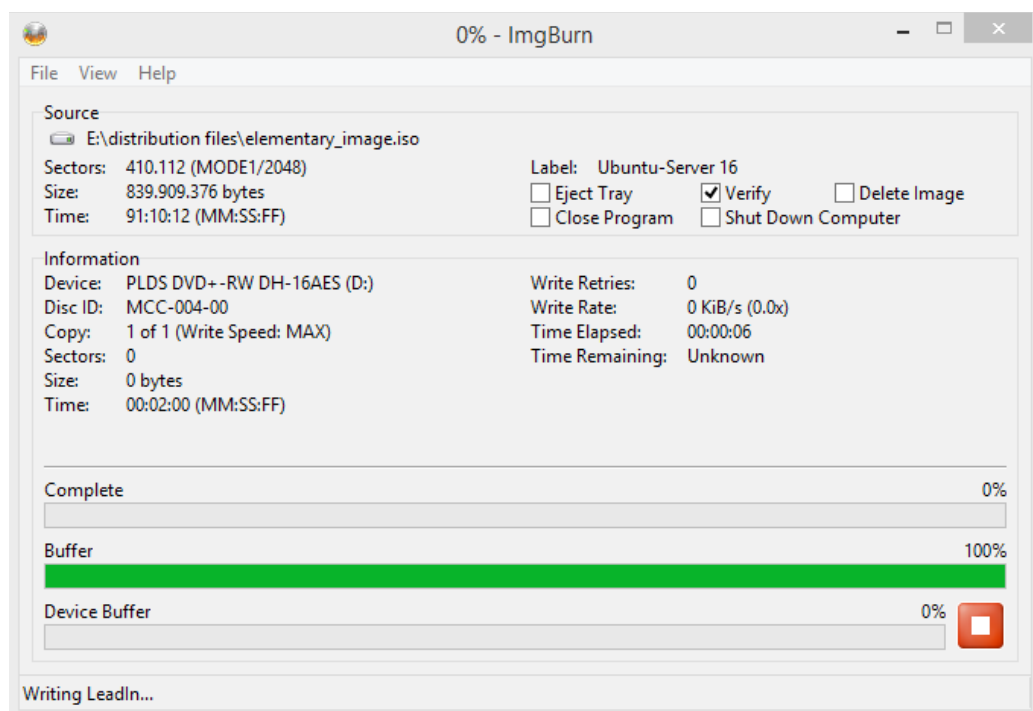 0% - ImgBurn
File View Help
Source
E:\distribution files\elementary_image.iso
Sectors: 410.112 (MODE1/2048)
Label: Ubuntu-Server 16
Size: 839.909.376 bytes
Eject Tray Verify Delete Image
Time: 91:10:12 (MM:SS:FF)
Close Program Shut Down Computer
Information
Device: PLDS DVD+-RW DH-16AES (D:)
Write Retries: 0
Disc ID: MCC-004-00
Write Rate: 0 KiB/s (0.0x)
Copy: 1 of 1 (Write Speed: MAX)
Time Elapsed: 00:00:06
Sectors: 0
Time Remaining: Unknown
Size: 0 bytes
Time: 00:02:00 (MM:SS:FF)
Complete 0%
Buffer 100%
Device Buffer 0%
Writing LeadIn...